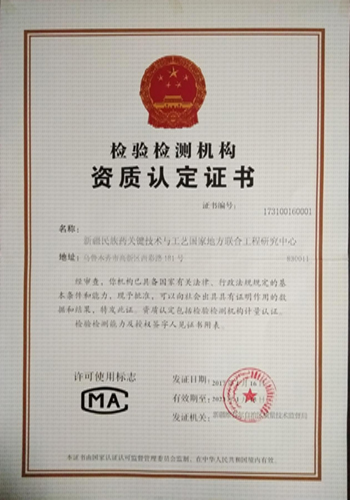 检验检测机构
资质认定证书
证书编号:
173100160001
名称:
新疆民族药关键技术与工艺国家地方联合工程研究中心
地址:
830011
经审查,你机构已具备国家有关法律、行政法规规定的基
本条件和能力,现予批准,可以向社会出具具有证明作用的数
据和结果,特发此证。资质认定包括检验检测机构计量认证。
检验检测能力及授权签字人见证书附表。
许可使用标志
CMA
发证日期:
有效期至:
发证机关:
本证书由国家认证认可监督管理委员会监制,在中华人民共和国境内有效。